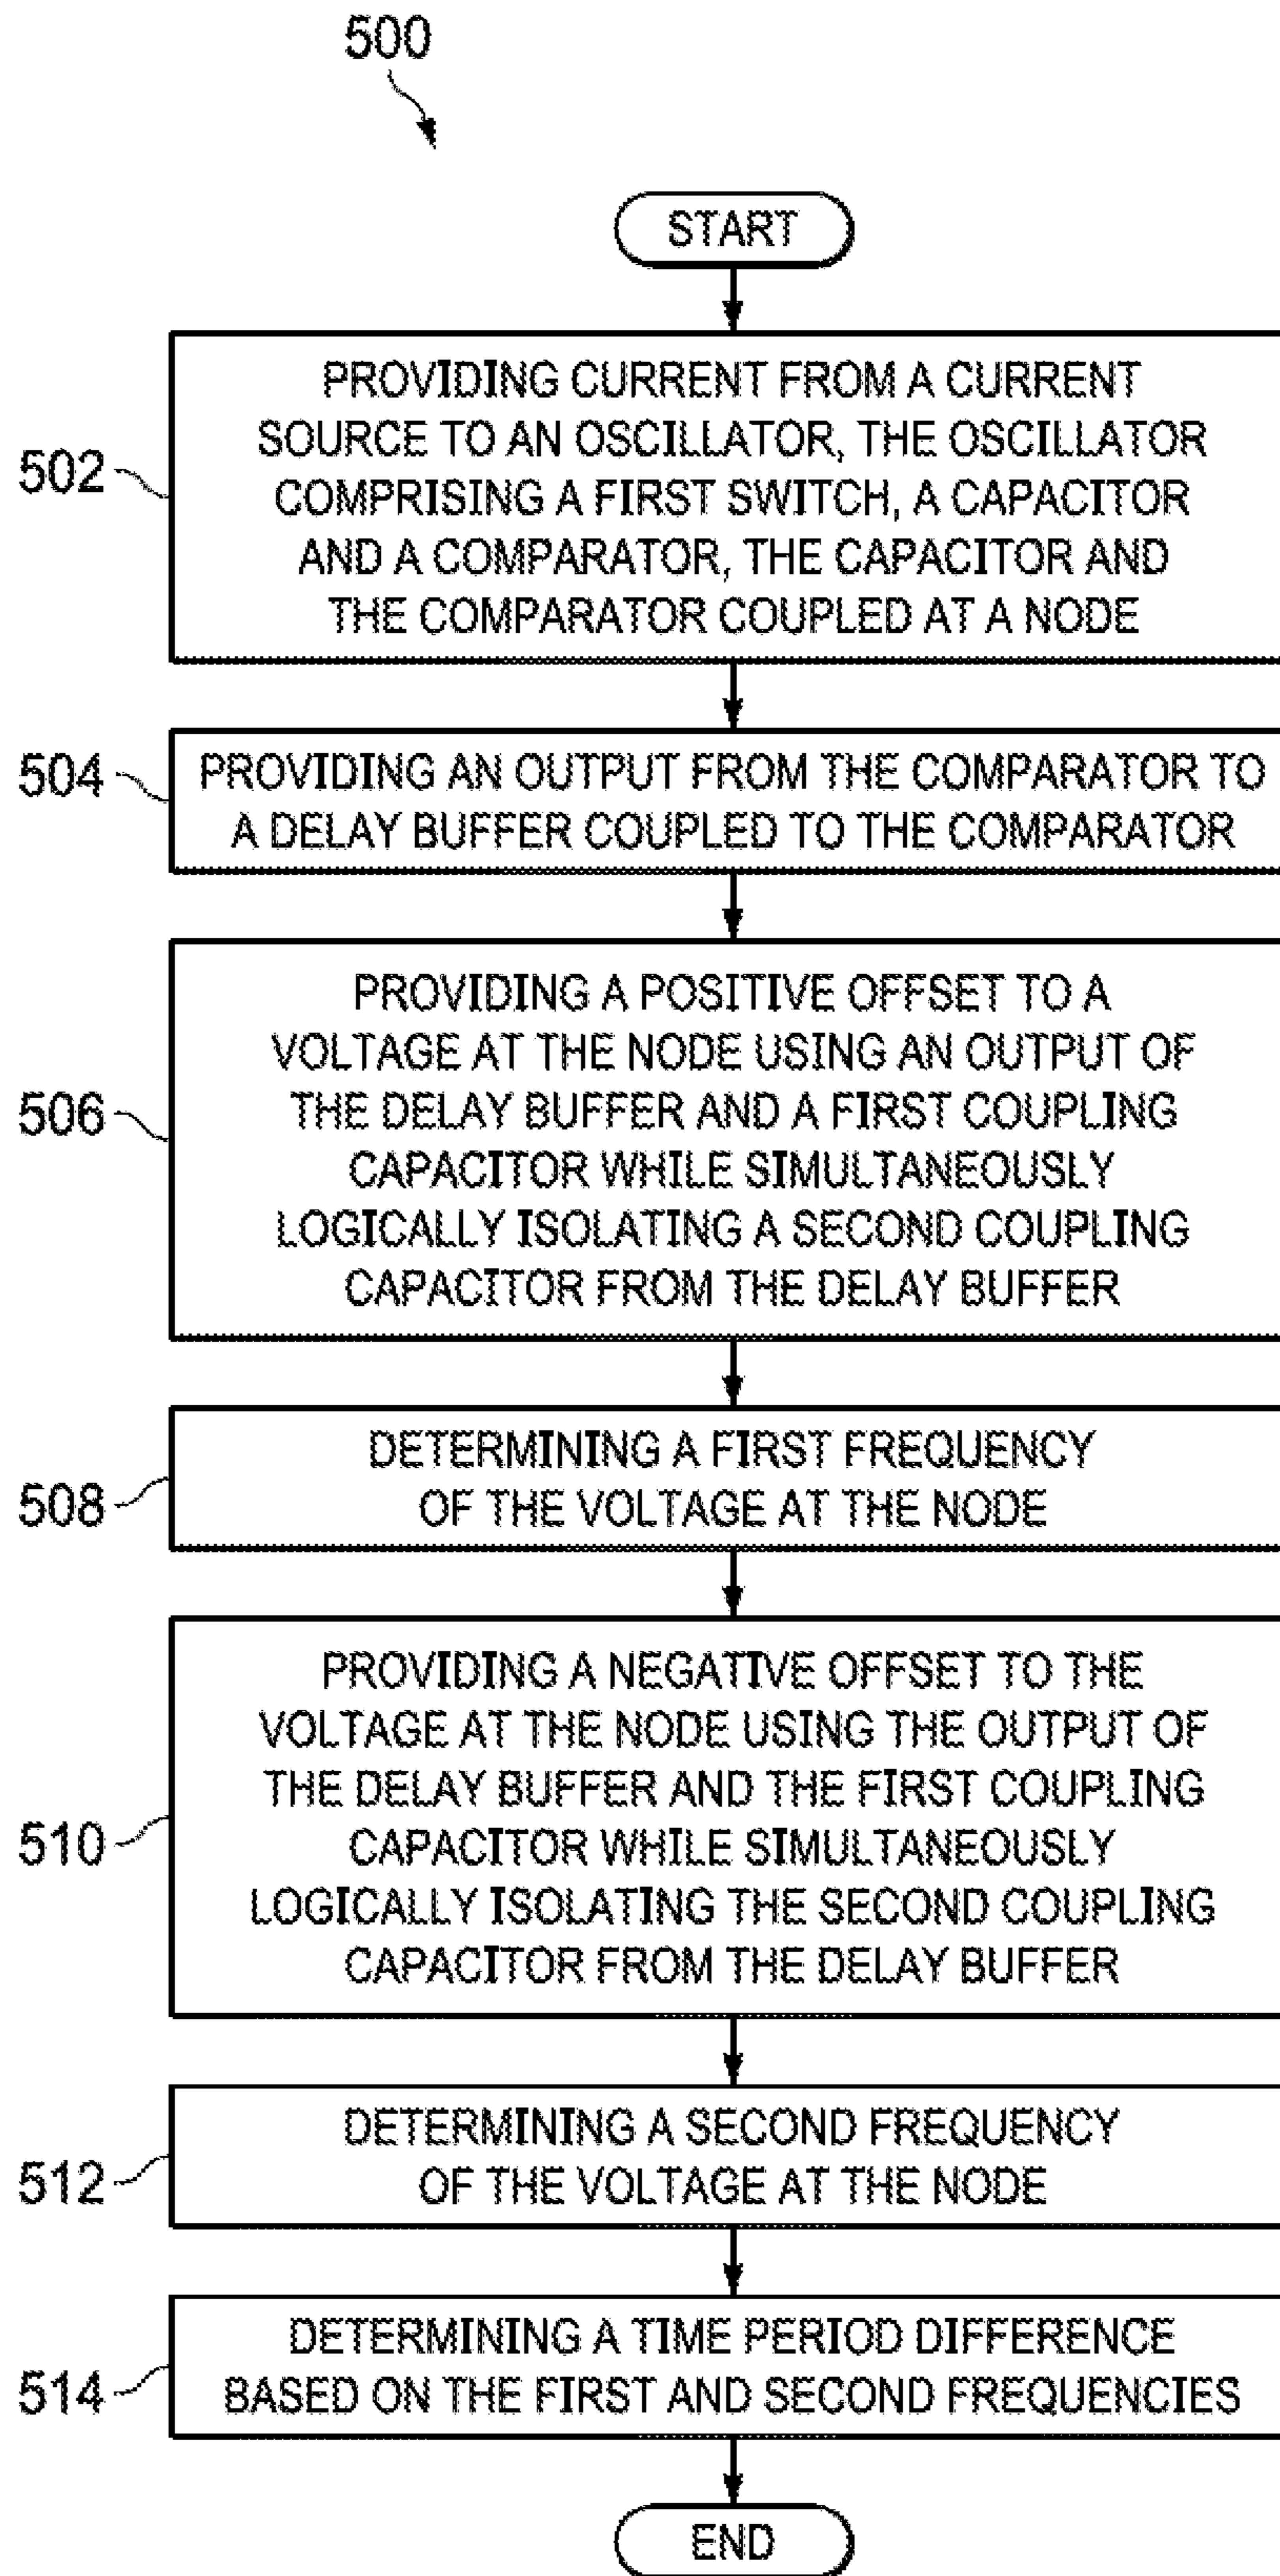 500
START
502
PROVIDING CURRENT FROM A CURRENT
SOURCE TO AN OSCILLATOR, THE OSCILLATOR
COMPRISING A FIRST SWITCH, A CAPACITOR
AND A COMPARATOR, THE CAPACITOR AND
THE COMPARATOR COUPLED AT A NODE
504
PROVIDING AN OUTPUT FROM THE COMPARATOR TO
A DELAY BUFFER COUPLED TO THE COMPARATOR
506
PROVIDING A POSITIVE OFFSET TO A
VOLTAGE AT THE NODE USING AN OUTPUT OF
THE DELAY BUFFER AND A FIRST COUPLING
CAPACITOR WHILE SIMULTANEOUSLY
LOGICALLY ISOLATING A SECOND COUPLING
CAPACITOR FROM THE DELAY BUFFER
508
DETERMINING A FIRST FREQUENCY
OF THE VOLTAGE AT THE NODE
510
PROVIDING A NEGATIVE OFFSET TO THE
VOLTAGE AT THE NODE USING THE OUTPUT OF
THE DELAY BUFFER AND THE FIRST COUPLING
CAPACITOR WHILE SIMULTANEOUSLY
LOGICALLY ISOLATING THE SECOND COUPLING
CAPACITOR FROM THE DELAY BUFFER
512
DETERMINING A SECOND FREQUENCY
OF THE VOLTAGE AT THE NODE
514
DETERMINING A TIME PERIOD DIFFERENCE
BASED ON THE FIRST AND SECOND FREQUENCIES
END